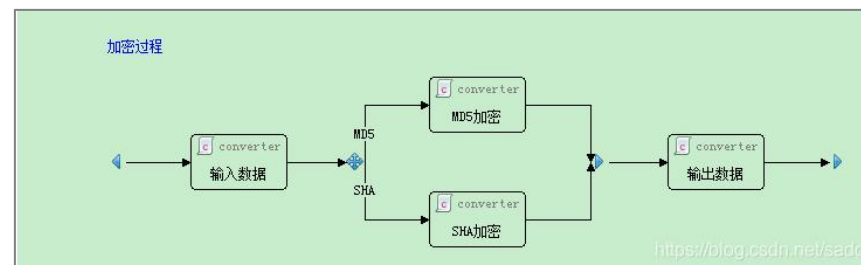 加密过程
c converter
MD5加密
MD5
c converter
输入数据
c converter
输出数据
SHA
c converter
SHA加密
https://blog.csdn.net/sado